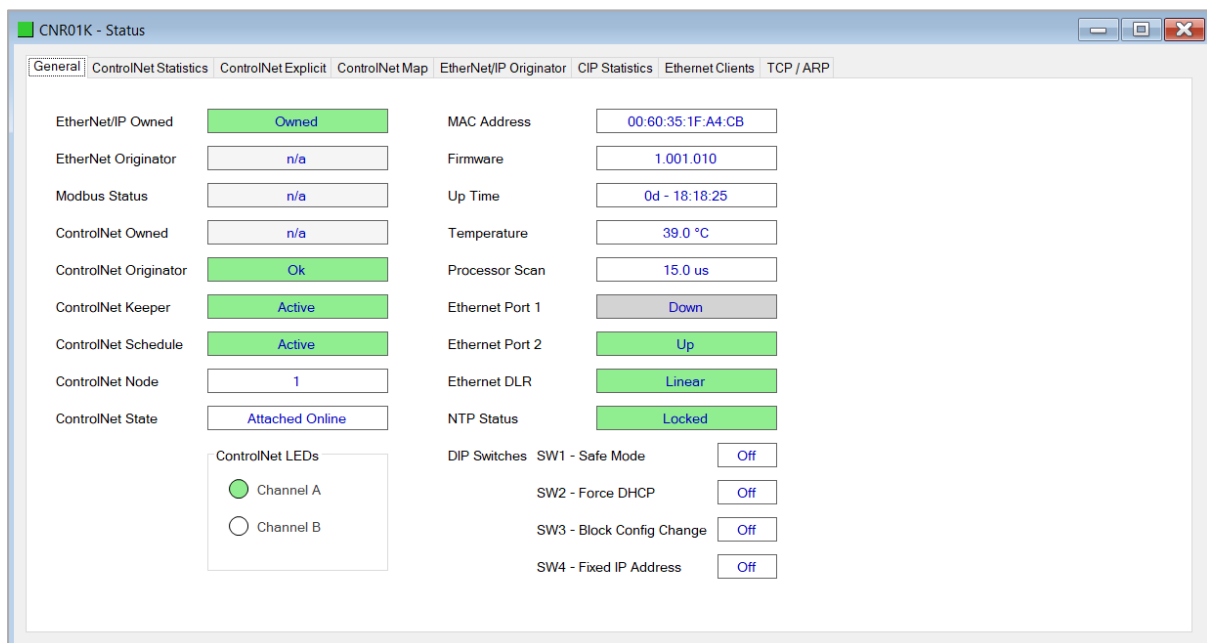 CNR01K - Status
General ControlNet Statistics ControlNet Explicit ControlNet Map EtherNet/IP Originator CIP Statistics Ethernet Clients TCP / ARP
EtherNet/IP Owned Owned
EtherNet Originator n/a
Modbus Status n/a
ControlNet Owned n/a
ControlNet Originator Ok
ControlNet Keeper Active
ControlNet Schedule Active
ControlNet Node 1
ControlNet State Attached Online
ControlNet LEDs
Channel A
Channel B
MAC Address 00:60:35:1F:A4:CB
Firmware 1.001.010
Up Time 0d - 18:18:25
Temperature 39.0 °C
Processor Scan 15.0 us
Ethernet Port 1 Down
Ethernet Port 2 Up
Ethernet DLR Linear
NTP Status Locked
DIP Switches SW1 - Safe Mode Off
SW2 - Force DHCP Off
SW3 - Block Config Change Off
SW4 - Fixed IP Address Off